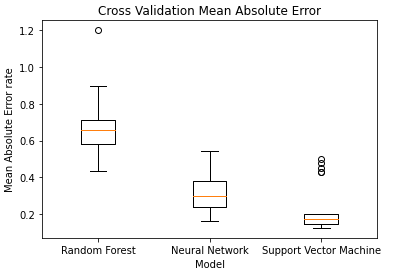 Cross Validation Mean Absolute Error
Mean Absolute Error rate
1.2
1.0
0.8
0.6
0.4
0.2
Random Forest
Neural Network
Support Vector Machine
Model